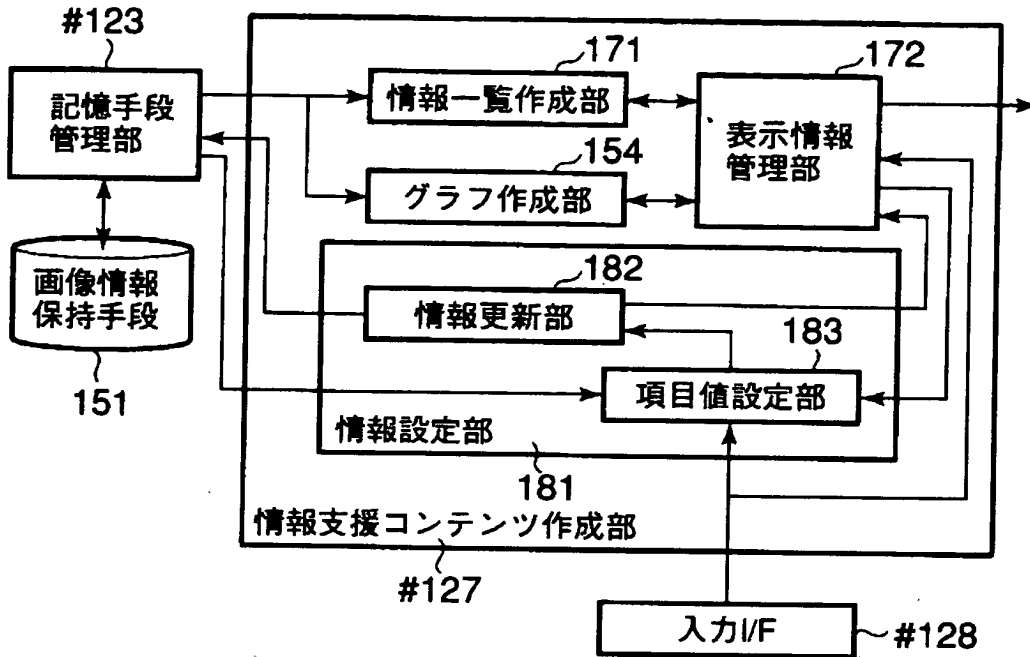 #123
記憶手段
管理部
171
情報一覧作成部
172
表示情報
管理部
154
グラフ作成部
画像情報
保持手段
151
182
情報更新部
183
項目値設定部
情報設定部
181
情報支援コンテンツ作成部
#127
入力I/F
#128